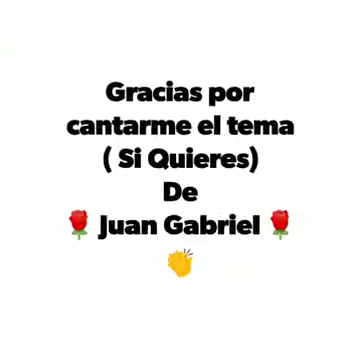 Gracias por
cantarme el tema
( Si Quieres)
De
🌹 Juan Gabriel 🌹
👏